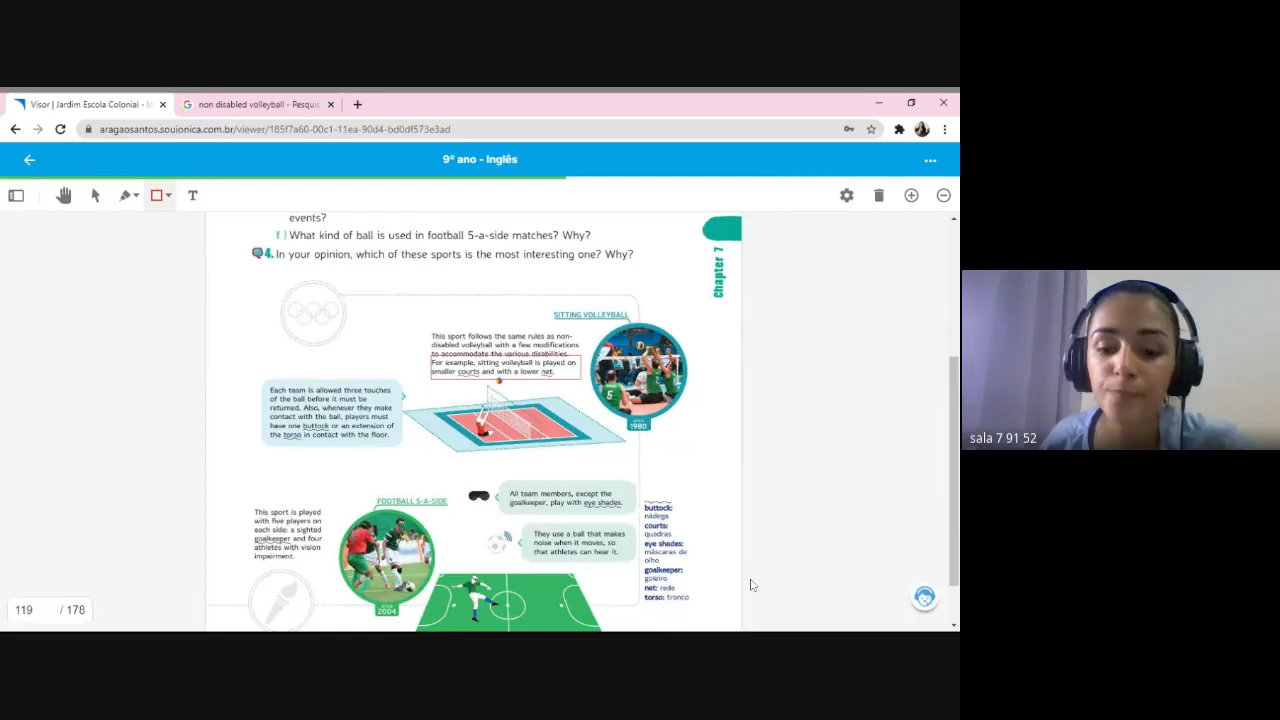 Visor | Jardim Escola Colonial - Io
non disabled volleyball - Pesquis
aragaosantos.souionica.com.br/viewer/185f7a60-00c1-11ea-90d4-bd0df573e3ad
9º ano - Inglês
T
events?
f ) What kind of ball is used in football 5-a-side matches? Why?
4. In your opinion, which of these sports is the most interesting one? Why?
Chapter 7
SITTING VOLLEYBALL
This sport follows the same rules as non-
disabled volleyball with a few modifications
to accommodate the various disabilities.
For example, sitting volleyball is played on
smaller courts and with a lower net.
5
1980
Each team is allowed three touches
of the ball before it must be
returned. Also, whenever they make
contact with the ball, players must
have one buttock or an extension of
the torso in contact with the floor.
FOOTBALL 5-A-SIDE
This sport is played
with five players on
each side: a sighted
goalkeeper and four
athletes with vision
impairment.
2004
All team members, except the
goalkeeper, play with eye shades.
They use a ball that makes
noise when it moves, so
that athletes can hear it.
buttock:
nádega
courts:
quadras
eye shades:
máscaras de
olho
goalkeeper:
goleiro
net: rede
torso: tronco
119 / 178
sala 7 91 52